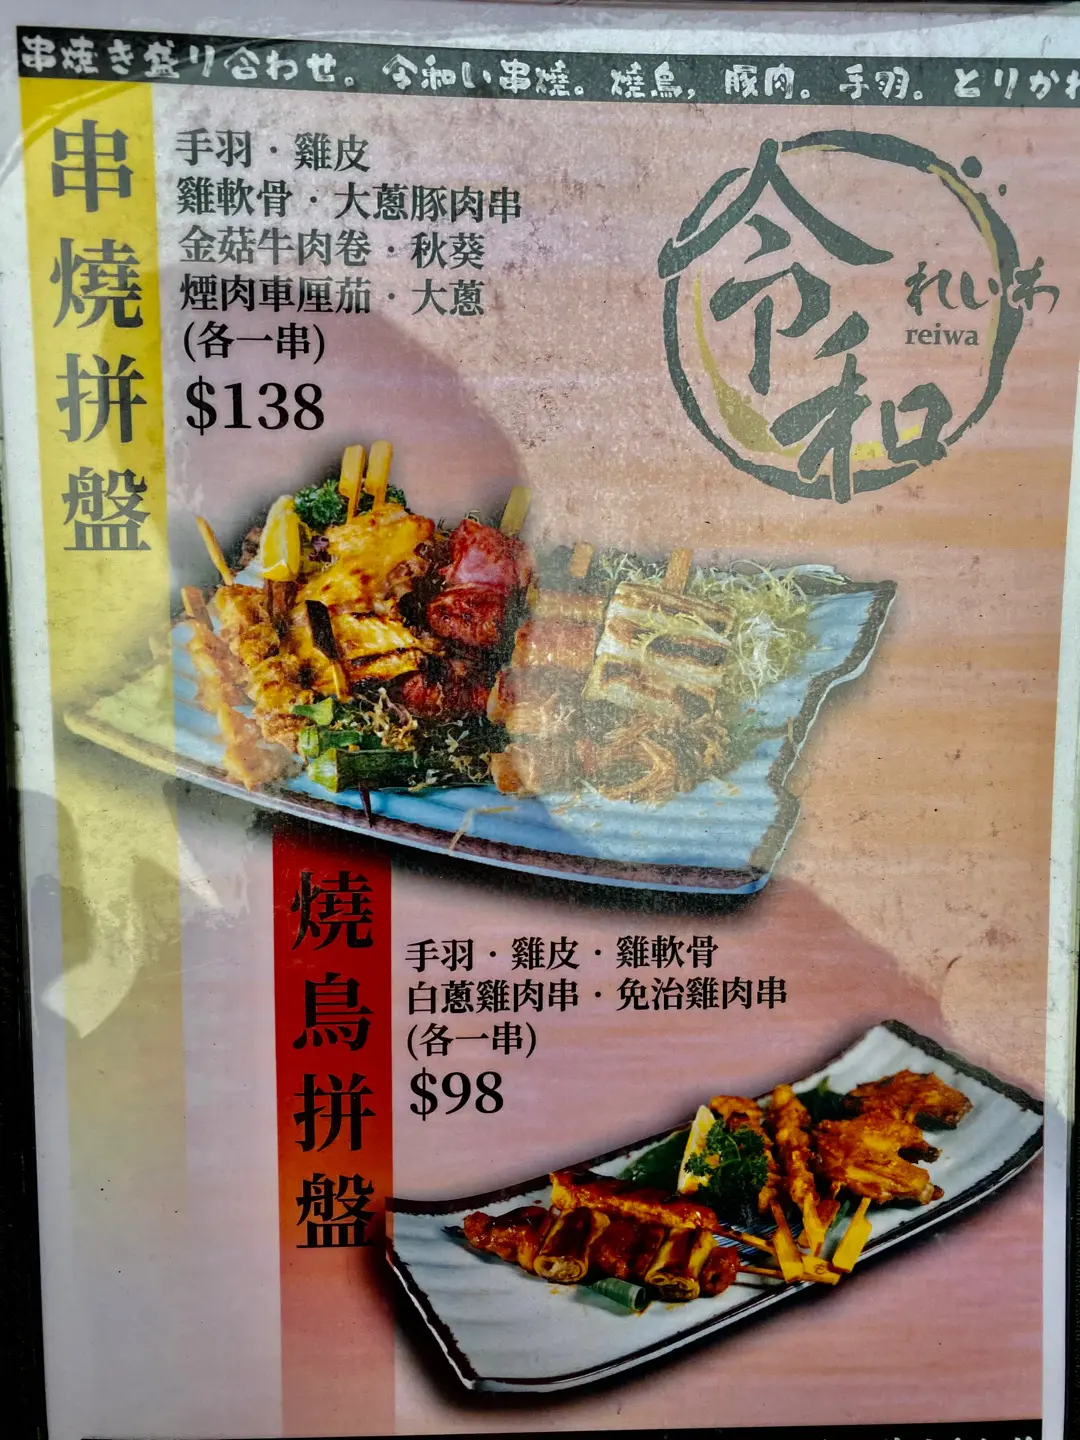 串焼き盛り合わせ。令和い串燒。燒鳥，豚肉。手羽。とりかわ
串燒拼盤
手羽・雞皮
雞軟骨・大蔥豚肉串
金菇牛肉卷・秋葵
煙肉車厘茄・大蔥
(各一串)
$138
令和
れいわ
reiwa
燒鳥拼盤
手羽・雞皮・雞軟骨
白蔥雞肉串・免治雞肉串
(各一串)
$98